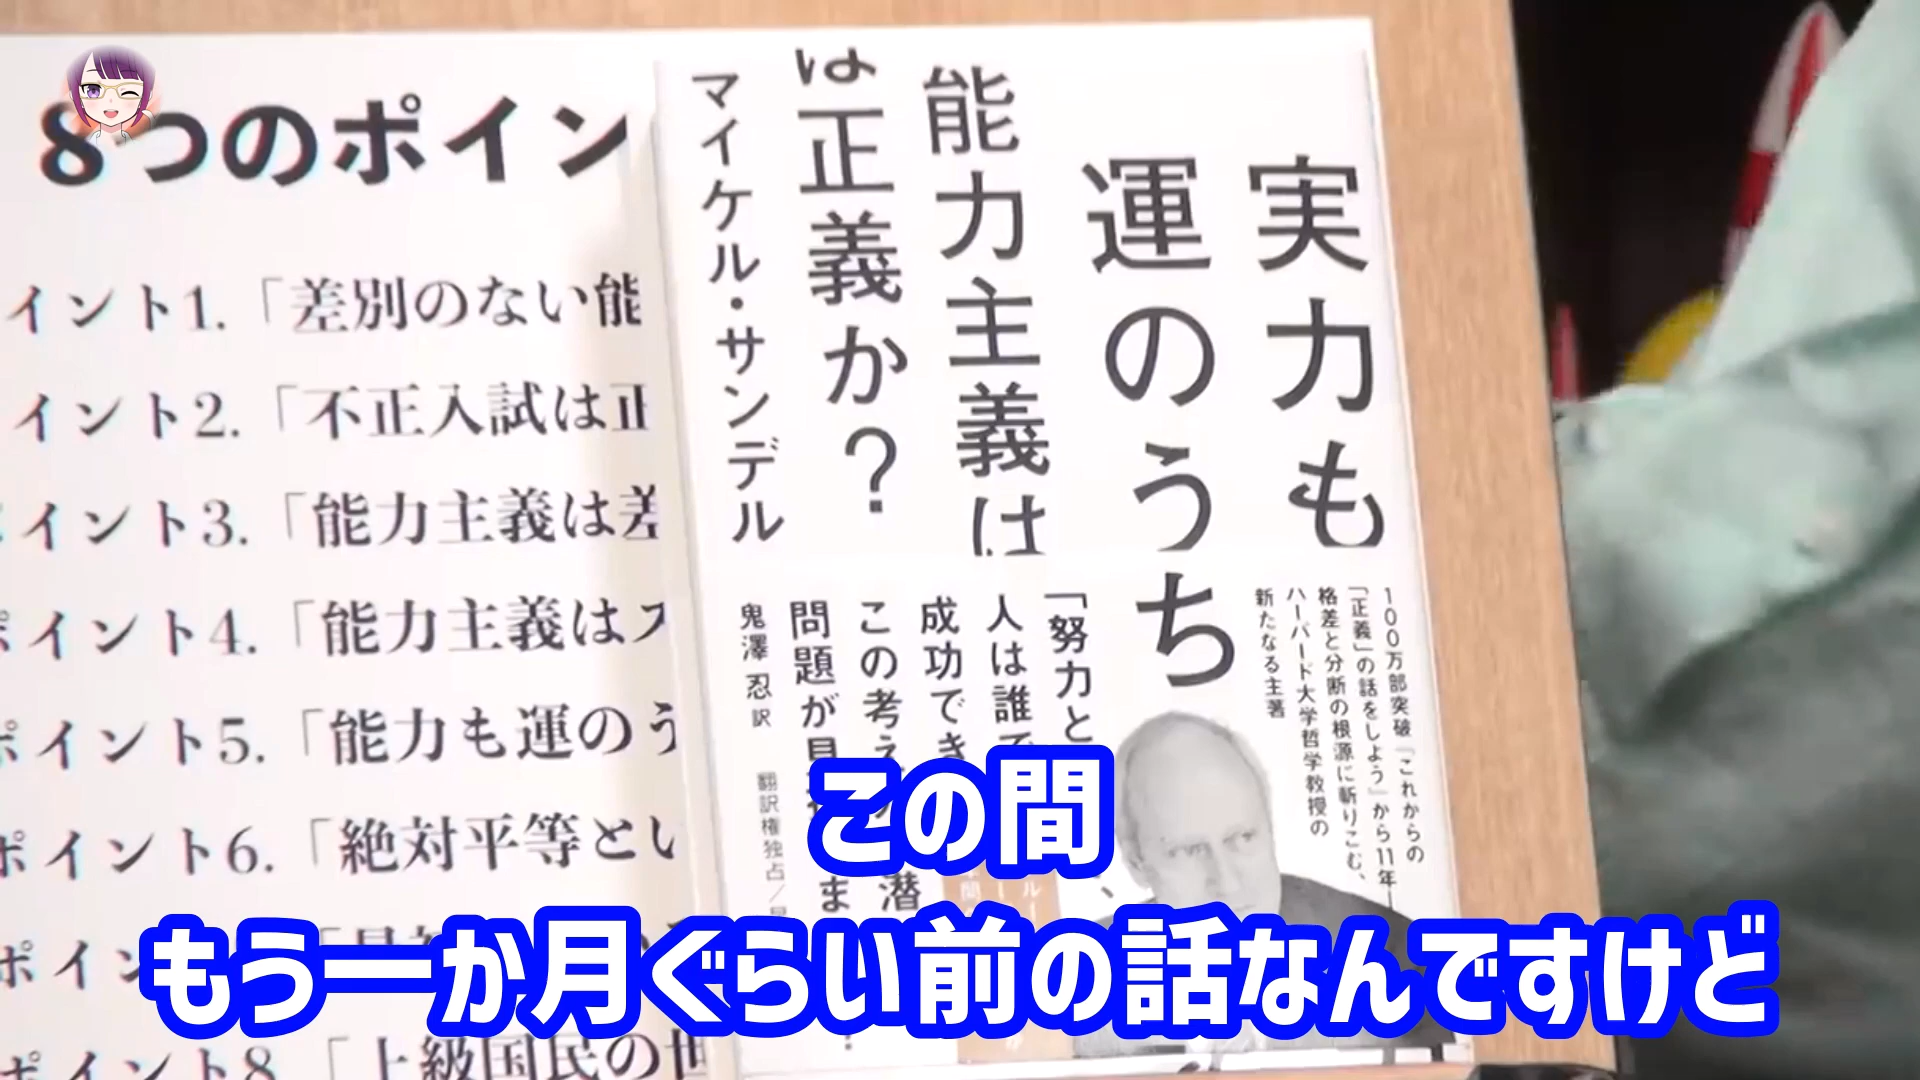 8つのポイン
イント1.「差別のない能
イント2.「不正入試は正
イント3.「能力主義は差
ポイント4.「能力主義はス
ポイント5.「能力も運のう
ポイント6.「絶対平等とい
ポイン
ポイント8「上級国民の世
実力も
運のうち
能力主義は
は正義か?
マイケル・サンデル
鬼澤 忍 訳
翻訳権独占/早
100万部突破『これからの
「正義」の話をしよう』から11年―
格差と分断の根源に斬りこむ、
ハーバード大学哲学教授の
新たなる主著
「努力と
人は誰で
成功でき
この考え
問題が見
潜
ま
この間
もう一か月ぐらい前の話なんですけど